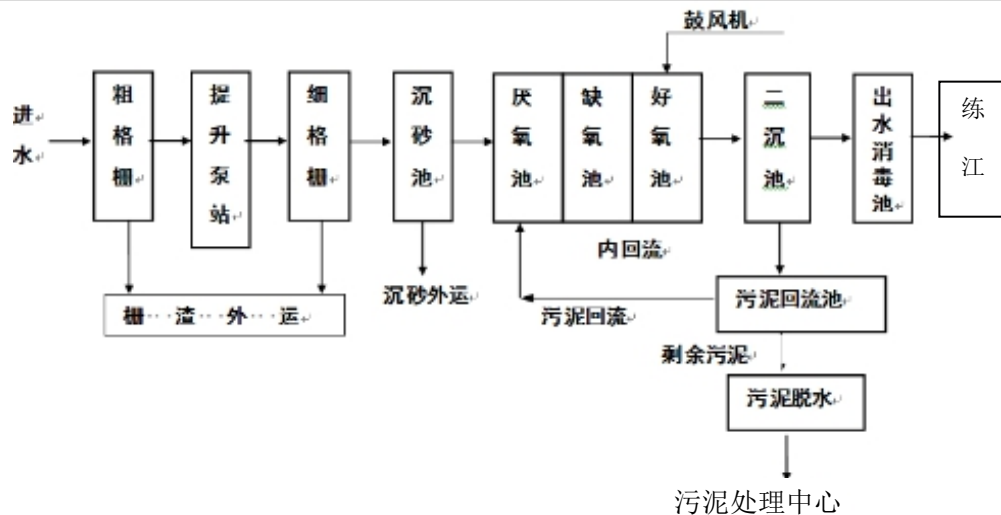 鼓风机
进水
粗格栅
提升泵站
细格栅
沉砂池
厌氧池
缺氧池
好氧池
二沉池
出水消毒池
练江
内回流
沉砂外运
污泥回流
污泥回流池
栅···渣···外···运
剩余污泥
污泥脱水
污泥处理中心